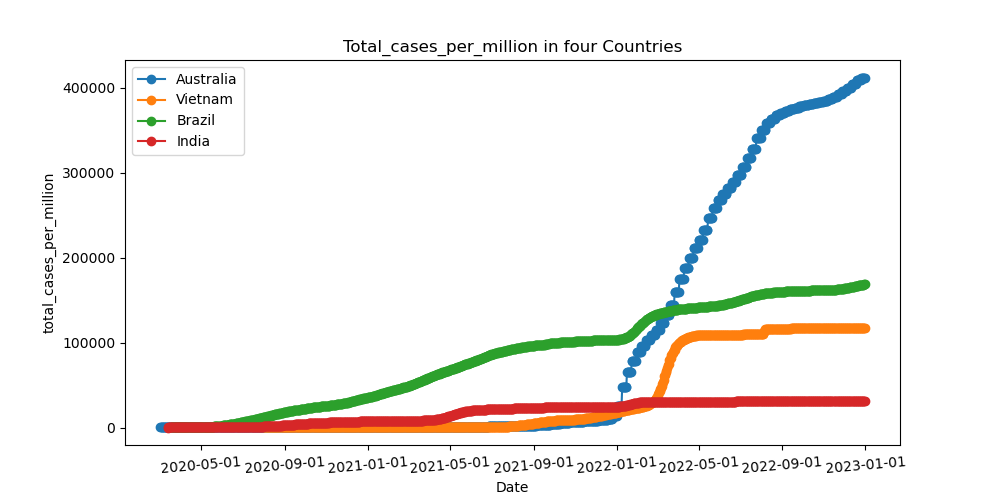 Total_cases_per_million in four Countries
Australia
Vietnam
Brazil
India
400000
300000
200000
100000
0
total_cases_per_million
2020-05-01 2020-09-01 2021-01-01 2021-05-01 2021-09-01 2022-01-01 2022-05-01 2022-09-01 2023-01-01
Date